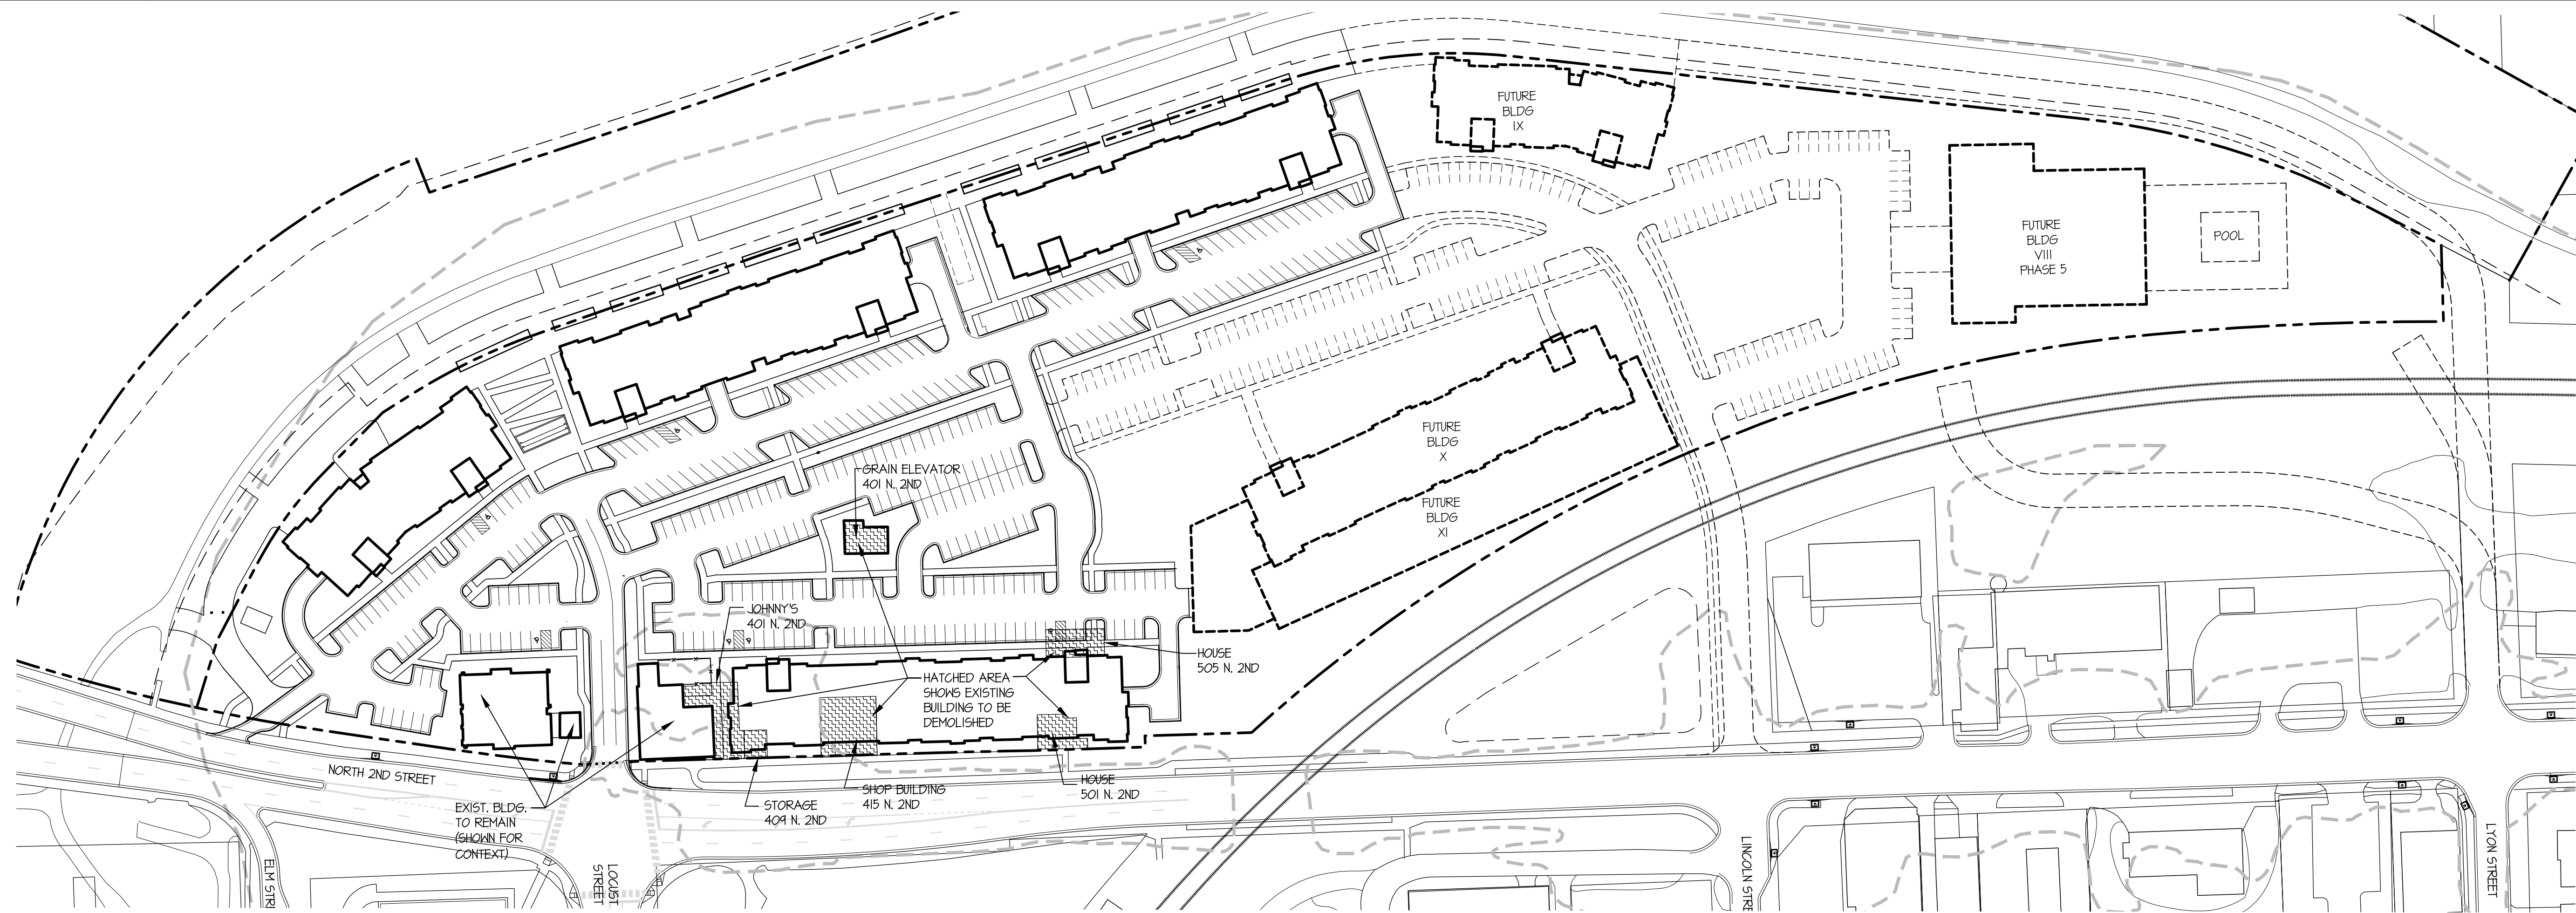 FUTURE
BLDG
IX
FUTURE
BLDG
VIII
PHASE 5
POOL
FUTURE
BLDG
X
FUTURE
BLDG
XI
GRAIN ELEVATOR
401 N. 2ND
JOHNNY'S
401 N. 2ND
HOUSE
505 N. 2ND
HATCHED AREA
SHOWS EXISTING
BUILDING TO BE
DEMOLISHED
NORTH 2ND STREET
EXIST. BLDG.
TO REMAIN
(SHOWN FOR
CONTEXT)
STORAGE
409 N. 2ND
SHOP BUILDING
415 N. 2ND
HOUSE
501 N. 2ND
ELM STR
LOCUST
STREET
LINCOLN STRE
LYON STREET